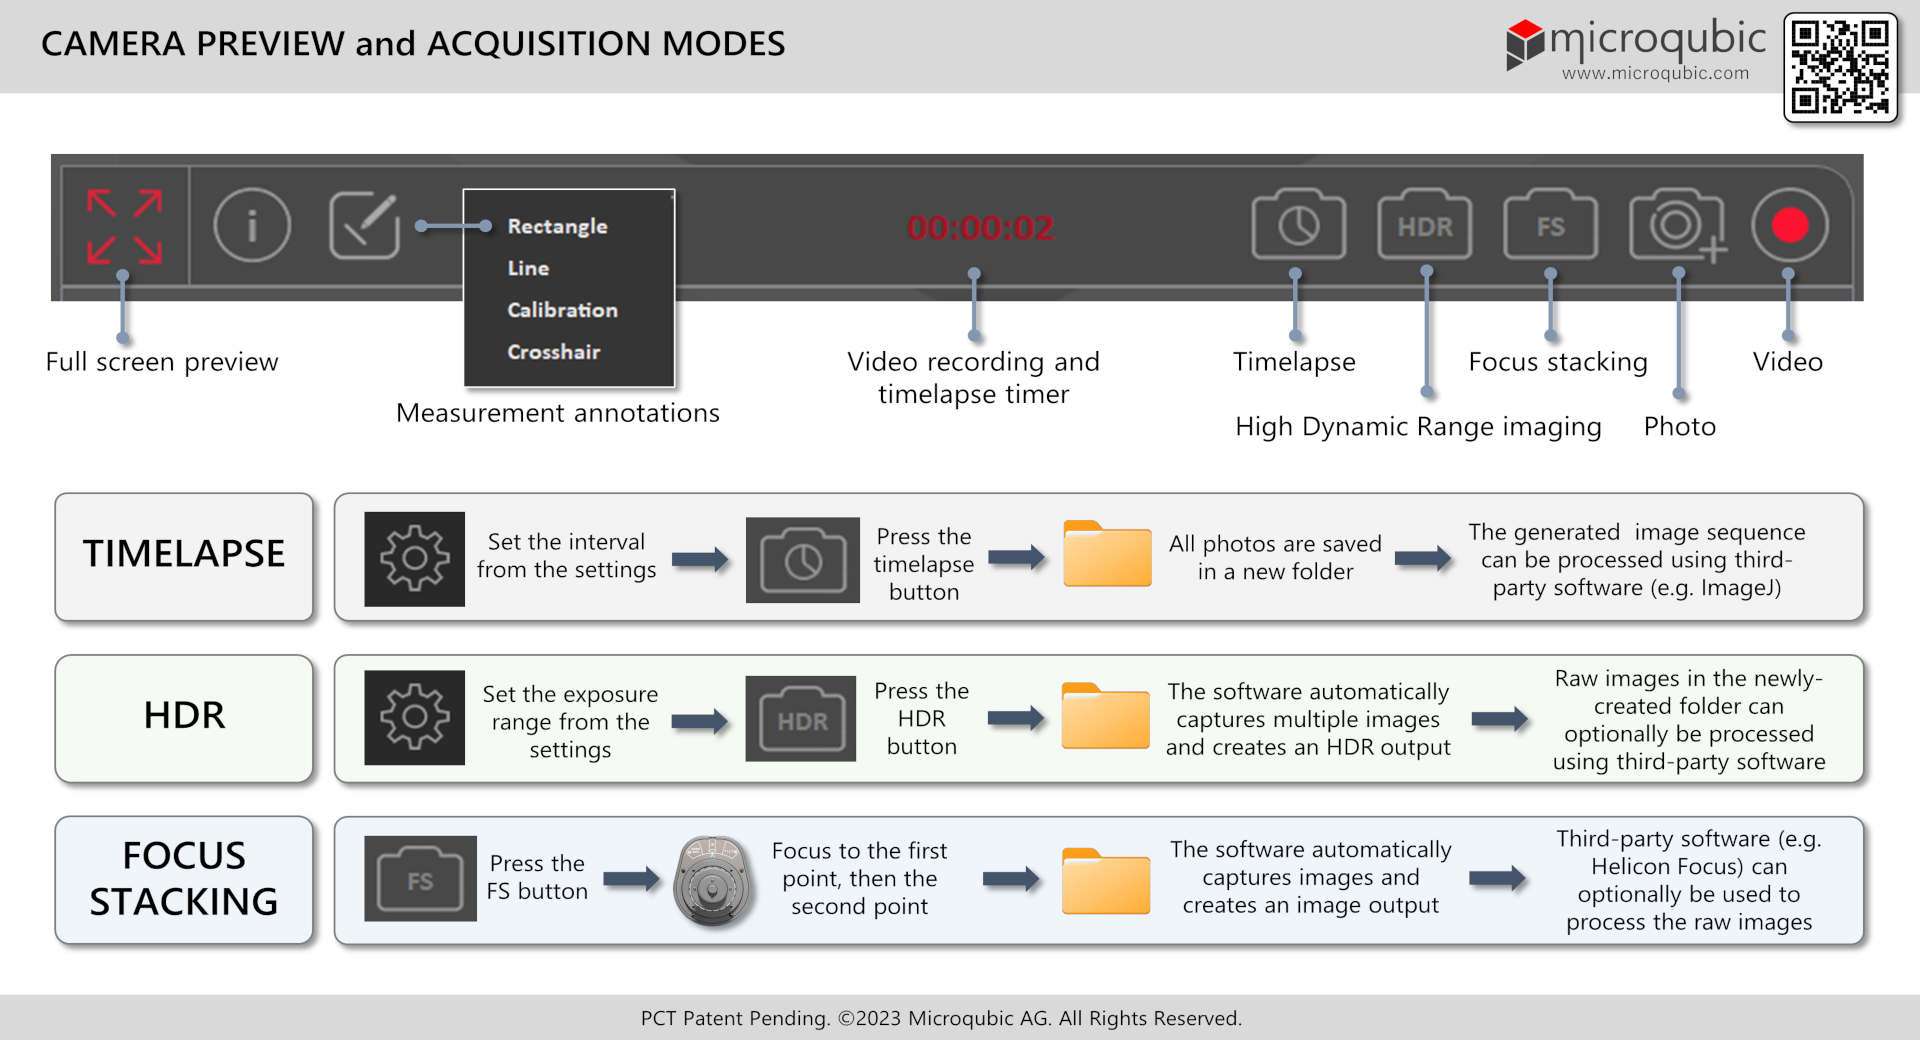 CAMERA PREVIEW and ACQUISITION MODES
microqubic
www.microqubic.com
i
Rectangle
Line
Calibration
Crosshair
00:00:02
HDR
FS
Full screen preview
Measurement annotations
Video recording and
timelapse timer
Timelapse
High Dynamic Range imaging
Focus stacking
Photo
Video
TIMELAPSE
Set the interval
from the settings
Press the
timelapse
button
All photos are saved
in a new folder
The generated  image sequence
can be processed using third-
party software (e.g. ImageJ)
HDR
Set the exposure
range from the
settings
HDR
Press the
HDR
button
The software automatically
captures multiple images
and creates an HDR output
Raw images in the newly-
created folder can
optionally be processed
using third-party software
FOCUS
STACKING
FS
Press the
FS button
Focus to the first
point, then the
second point
The software automatically
captures images and
creates an image output
Third-party software (e.g.
Helicon Focus) can
optionally be used to
process the raw images
PCT Patent Pending. ©2023 Microqubic AG. All Rights Reserved.